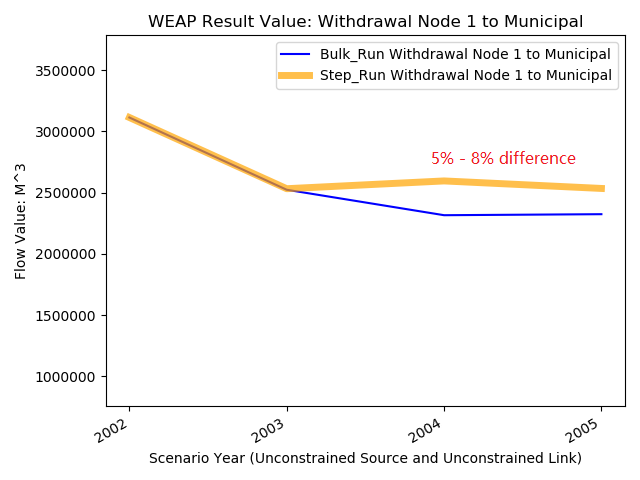 WEAP Result Value: Withdrawal Node 1 to Municipal
Bulk_Run Withdrawal Node 1 to Municipal
Step_Run Withdrawal Node 1 to Municipal
5% - 8% difference
Flow Value: M^3
3500000
3000000
2500000
2000000
1500000
1000000
2002
2003
2004
2005
Scenario Year (Unconstrained Source and Unconstrained Link)